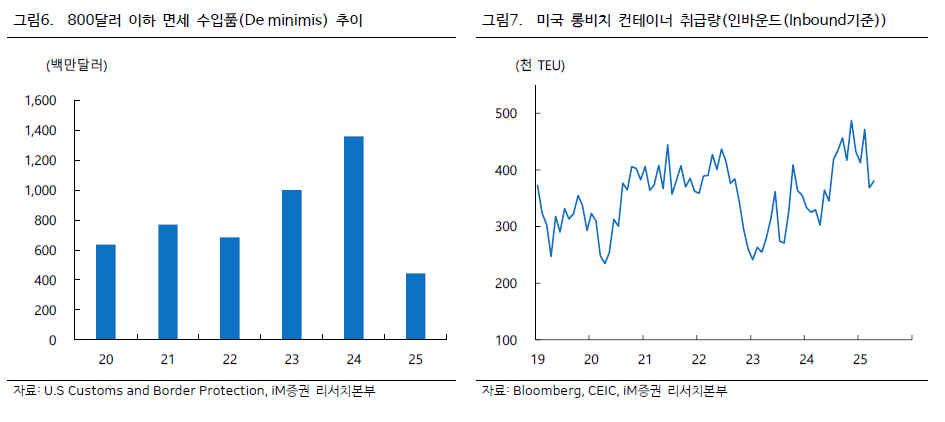 그림6. 800달러 이하 면세 수입품(De minimis) 추이
(백만달러)
1,600
1,400
1,200
1,000
800
600
400
200
0
20 21 22 23 24 25
자료: U.S Customs and Border Protection, iM증권 리서치본부
그림7. 미국 롱비치 컨테이너 취급량(인바운드(Inbound기준))
(천 TEU)
500
400
300
200
100
19 20 21 22 23 24 25
자료: Bloomberg, CEIC, iM증권 리서치본부